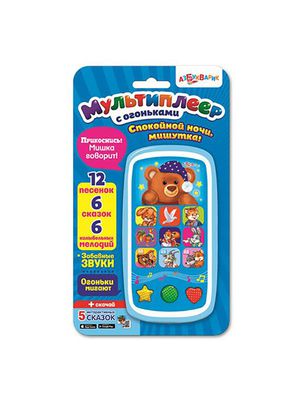 АЗБУКВАРИК
Мультиплеер
с огоньками
Спокойной ночи,
мишутка!
Прикоснись!
Мишка
говорит!
12
песенок
6
сказок
6
колыбельных
мелодий
+ Забавные
ЗВУКИ
Огоньки
мигают
+ скачай
5 интерактивных
СКАЗОК